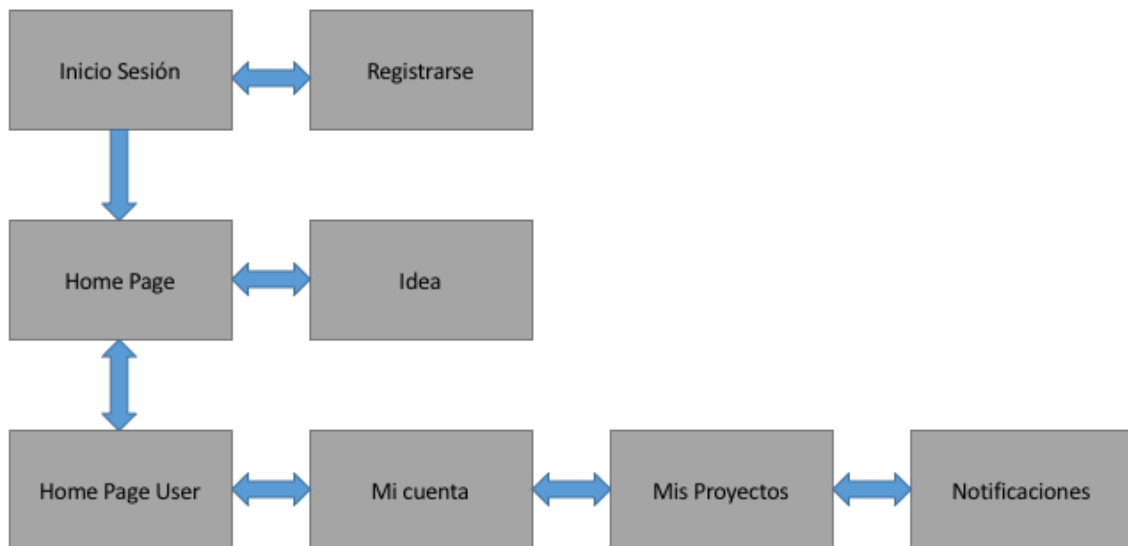 Inicio Sesión
Registrarse
Home Page
Idea
Home Page User
Mi cuenta
Mis Proyectos
Notificaciones